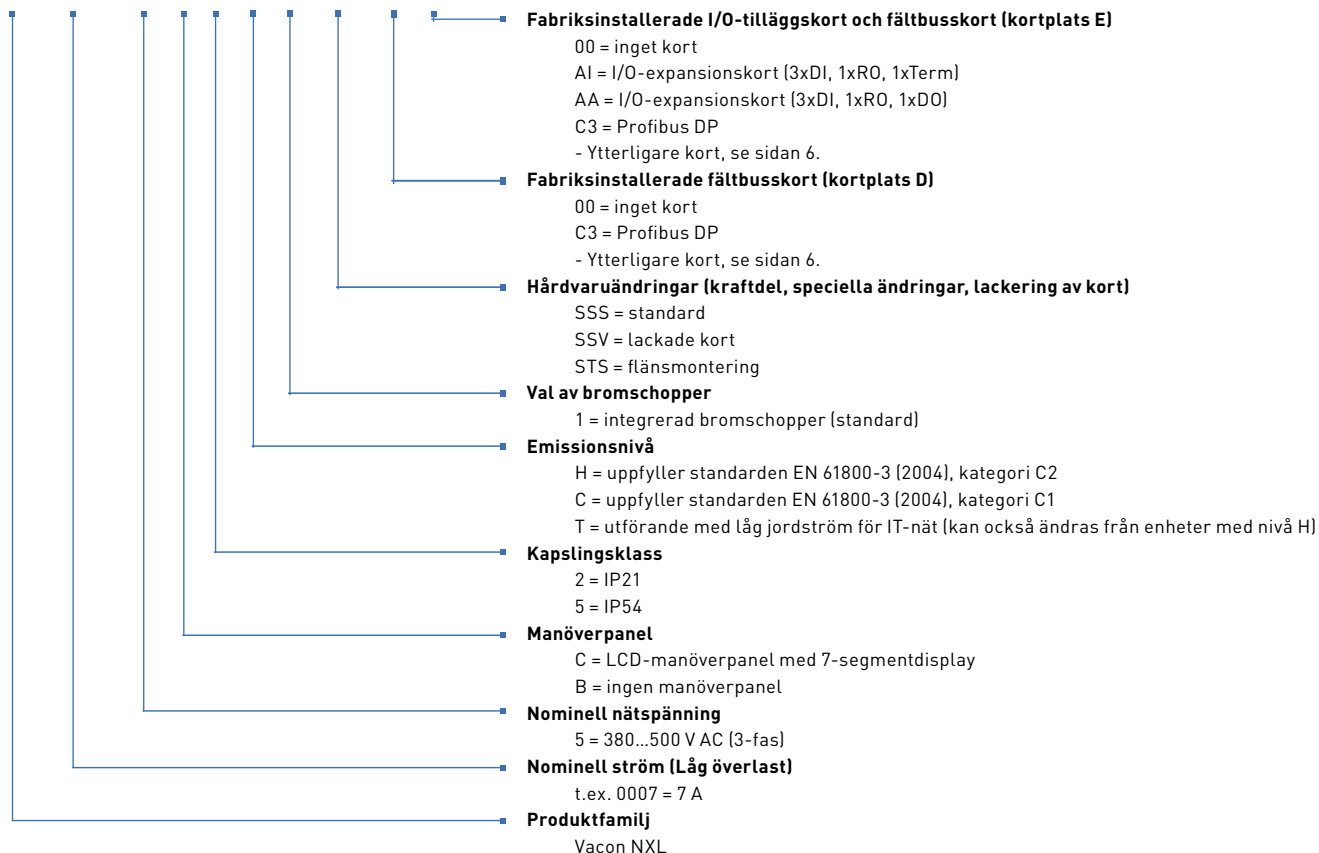 Fabriksinstallerade I/O-tilläggskort och fältbusskort (kortplats E)
00 = inget kort
AI = I/O-expansionskort (3xDI, 1xRO, 1xTerm)
AA = I/O-expansionskort (3xDI, 1xRO, 1xDO)
C3 = Profibus DP
- Ytterligare kort, se sidan 6.
Fabriksinstallerade fältbusskort (kortplats D)
00 = inget kort
C3 = Profibus DP
- Ytterligare kort, se sidan 6.
Hårdvaruändringar (kraftdel, speciella ändringar, lackering av kort)
SSS = standard
SSV = lackade kort
STS = flänsmontering
Val av bromschopper
1 = integrerad bromschopper (standard)
Emissionsnivå
H = uppfyller standarden EN 61800-3 (2004), kategori C2
C = uppfyller standarden EN 61800-3 (2004), kategori C1
T = utförande med låg jordström för IT-nät (kan också ändras från enheter med nivå H)
Kapslingsklass
2 = IP21
5 = IP54
Manöverpanel
C = LCD-manöverpanel med 7-segmentdisplay
B = ingen manöverpanel
Nominell nätspänning
5 = 380...500 V AC (3-fas)
Nominell ström (Låg överlast)
t.ex. 0007 = 7 A
Produktfamilj
Vacon NXL